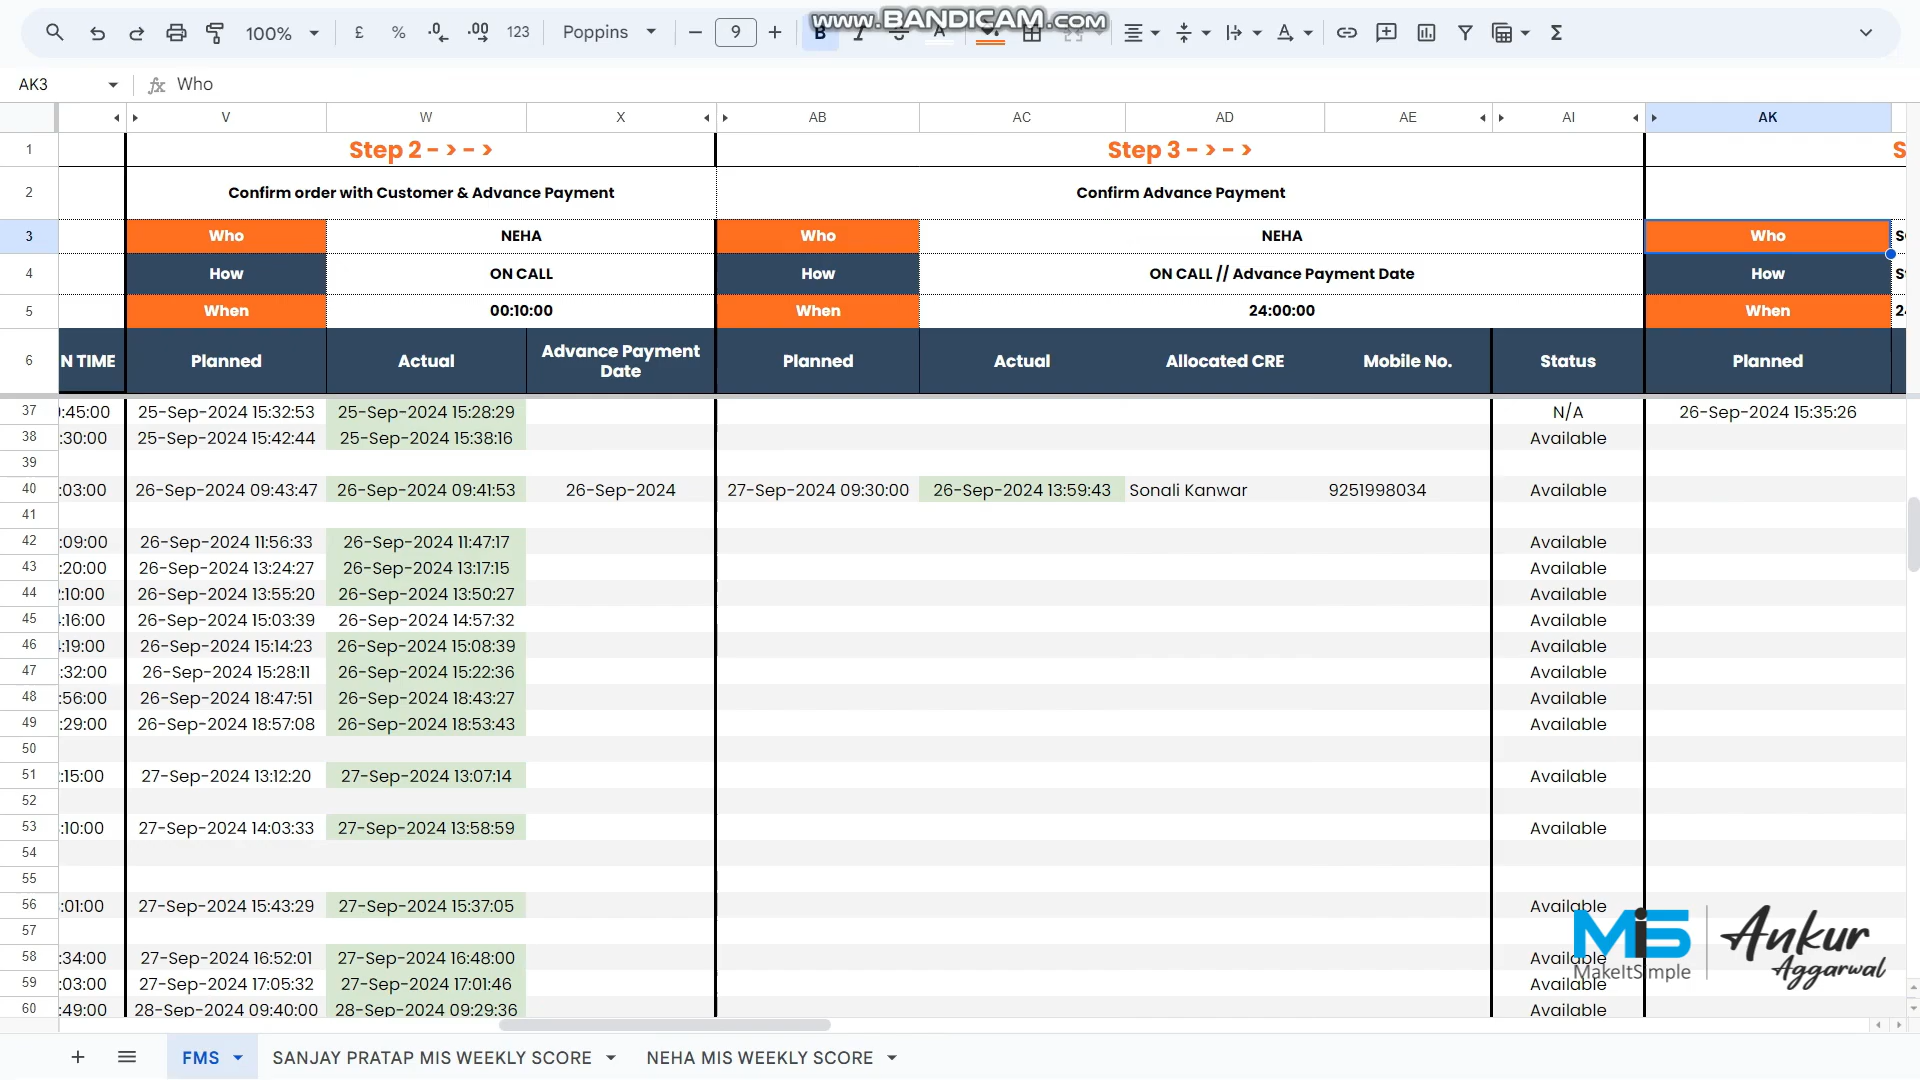 www.BANDICAM.com
100%
£
%
.0
.00
123
Poppins
9
B
AK3
Who
V W X AB AC AD AE AI AK
1 Step 2 - > - > Step 3 - > - > S
2 Confirm order with Customer & Advance Payment Confirm Advance Payment
3 Who NEHA Who NEHA Who
4 How ON CALL How ON CALL // Advance Payment Date How
5 When 00:10:00 When 24:00:00 When
6 N TIME Planned Actual Advance Payment Date Planned Actual Allocated CRE Mobile No. Status Planned
37 :45:00 25-Sep-2024 15:32:53 25-Sep-2024 15:28:29 N/A 26-Sep-2024 15:35:26
38 :30:00 25-Sep-2024 15:42:44 25-Sep-2024 15:38:16 Available
39
40 :03:00 26-Sep-2024 09:43:47 26-Sep-2024 09:41:53 26-Sep-2024 27-Sep-2024 09:30:00 26-Sep-2024 13:59:43 Sonali Kanwar 9251998034 Available
41
42 :09:00 26-Sep-2024 11:56:33 26-Sep-2024 11:47:17 Available
43 :20:00 26-Sep-2024 13:24:27 26-Sep-2024 13:17:15 Available
44 :10:00 26-Sep-2024 13:55:20 26-Sep-2024 13:50:27 Available
45 :16:00 26-Sep-2024 15:03:39 26-Sep-2024 14:57:32 Available
46 :19:00 26-Sep-2024 15:14:23 26-Sep-2024 15:08:39 Available
47 :32:00 26-Sep-2024 15:28:11 26-Sep-2024 15:22:36 Available
48 :56:00 26-Sep-2024 18:47:51 26-Sep-2024 18:43:27 Available
49 :29:00 26-Sep-2024 18:57:08 26-Sep-2024 18:53:43 Available
50
51 :15:00 27-Sep-2024 13:12:20 27-Sep-2024 13:07:14 Available
52
53 :10:00 27-Sep-2024 14:03:33 27-Sep-2024 13:58:59 Available
54
55
56 :01:00 27-Sep-2024 15:43:29 27-Sep-2024 15:37:05 Available
57
58 :34:00 27-Sep-2024 16:52:01 27-Sep-2024 16:48:00 Available
59 :03:00 27-Sep-2024 17:05:32 27-Sep-2024 17:01:46 Available
60 :49:00 28-Sep-2024 09:40:00 28-Sep-2024 09:29:36 Available
MIS
MakeItSimple
Ankur
Aggarwal
FMS
SANJAY PRATAP MIS WEEKLY SCORE
NEHA MIS WEEKLY SCORE